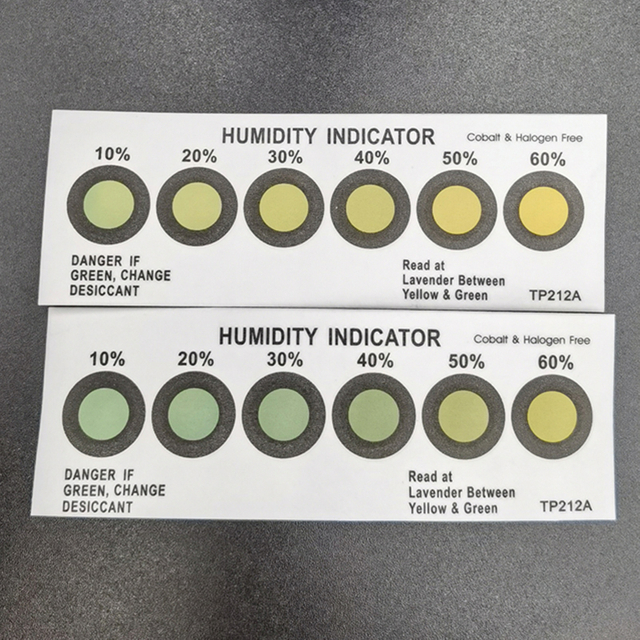 HUMIDITY INDICATOR Cobalt & Halogen Free
10% 20% 30% 40% 50% 60%
DANGER IF
GREEN, CHANGE
DESICCANT
Read at
Lavender Between
Yellow & Green
TP212A
HUMIDITY INDICATOR Cobalt & Halogen Free
10% 20% 30% 40% 50% 60%
DANGER IF
GREEN, CHANGE
DESICCANT
Read at
Lavender Between
Yellow & Green
TP212A